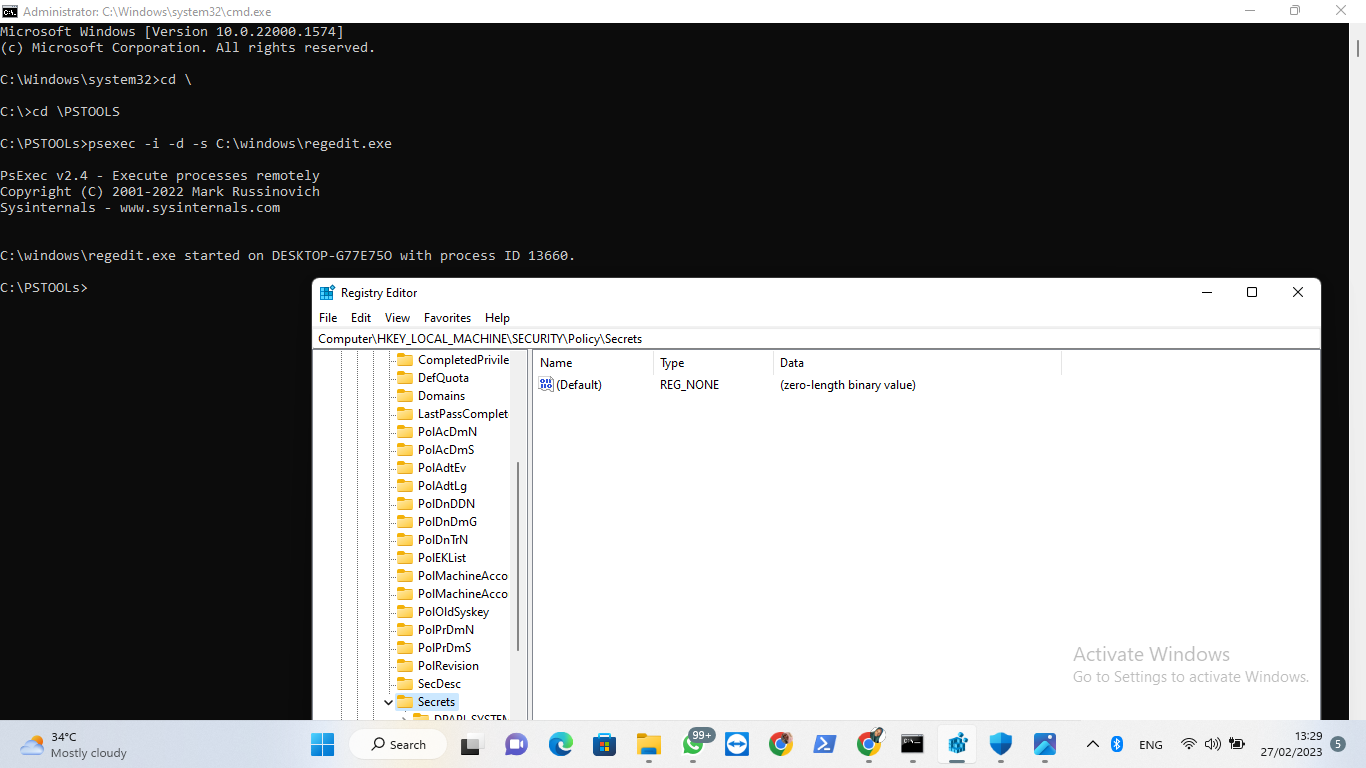 Administrator: C:\Windows\system32\cmd.exe
Microsoft Windows [Version 10.0.22000.1574]
(c) Microsoft Corporation. All rights reserved.
C:\Windows\system32>cd \
C:\>cd \PSTOOLS
C:\PSTOOLs>psexec -i -d -s C:\windows\regedit.exe
PsExec v2.4 - Execute processes remotely
Copyright (C) 2001-2022 Mark Russinovich
Sysinternals - www.sysinternals.com
C:\windows\regedit.exe started on DESKTOP-G77E75O with process ID 13660.
C:\PSTOOLs>
Registry Editor
File Edit View Favorites Help
Computer\HKEY_LOCAL_MACHINE\SECURITY\Policy\Secrets
CompletedPrivile
DefQuota
Domains
LastPassComplet
PolAcDmN
PolAcDmS
PolAdtEv
PolAdtLg
PolDnDDN
PolDnDmG
PolDnTrN
PolEKList
PolMachineAcco
PolMachineAcco
PolOldSyskey
PolPrDmN
PolPrDmS
PolRevision
SecDesc
Secrets
DPAPI_SYSTEM
Name Type Data
(Default) REG_NONE (zero-length binary value)
Activate Windows
Go to Settings to activate Windows.
34°C
Mostly cloudy
Search
99+
ENG
13:29
27/02/2023
5